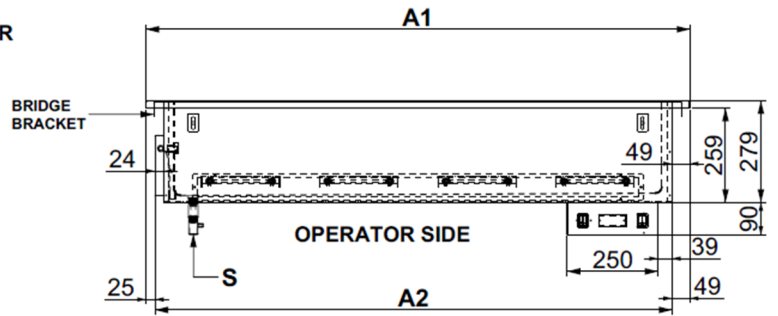 R
A1
BRIDGE
BRACKET
24
49
259
279
90
OPERATOR SIDE
250
39
S
25
A2
49